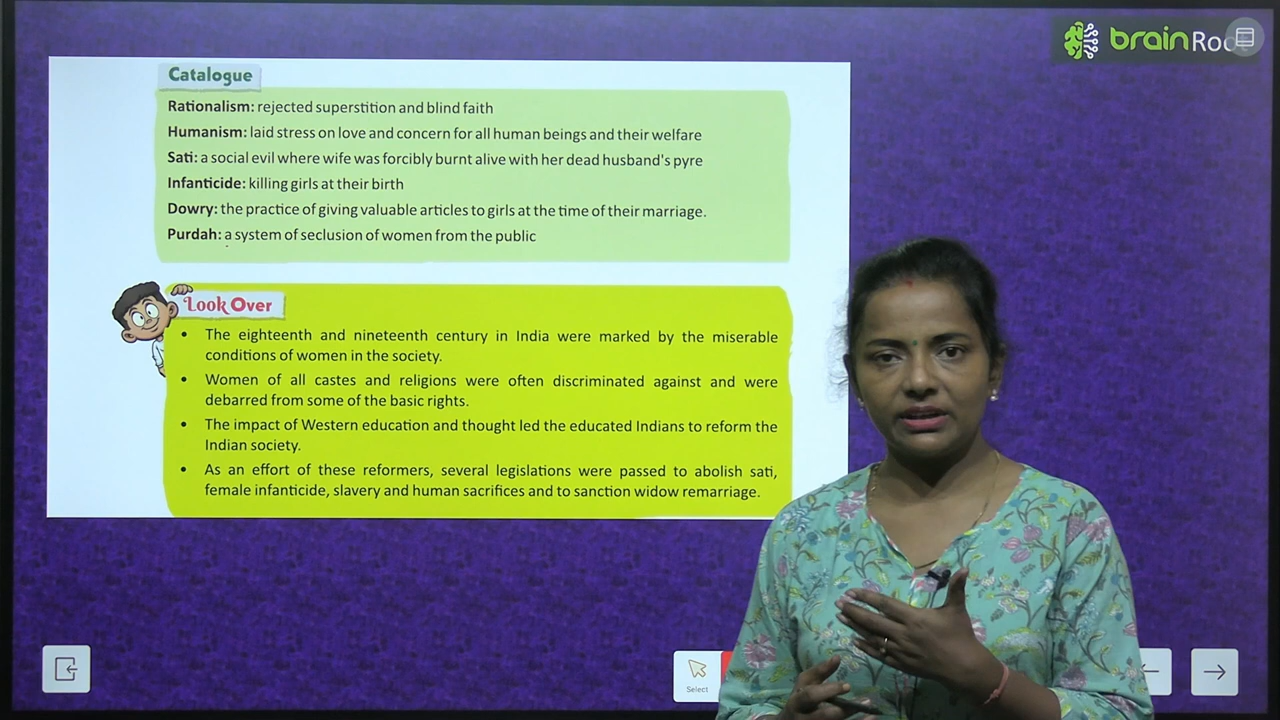 brain
Catalogue
Rationalism: rejected superstition and blind faith
Humanism: laid stress on love and concern for all human beings and their welfare
Sati: a social evil where wife was forcibly burnt alive with her dead husband's pyre
Infanticide: killing girls at their birth
Dowry: the practice of giving valuable articles to girls at the time of their marriage.
Purdah: a system of seclusion of women from the public
Look Over
• The eighteenth and nineteenth century in India were marked by the miserable
conditions of women in the society.
• Women of all castes and religions were often discriminated against and were
debarred from some of the basic rights.
• The impact of Western education and thought led the educated Indians to reform the
Indian society.
• As an effort of these reformers, several legislations were passed to abolish sati,
female infanticide, slavery and human sacrifices and to sanction widow remarriage.
Select